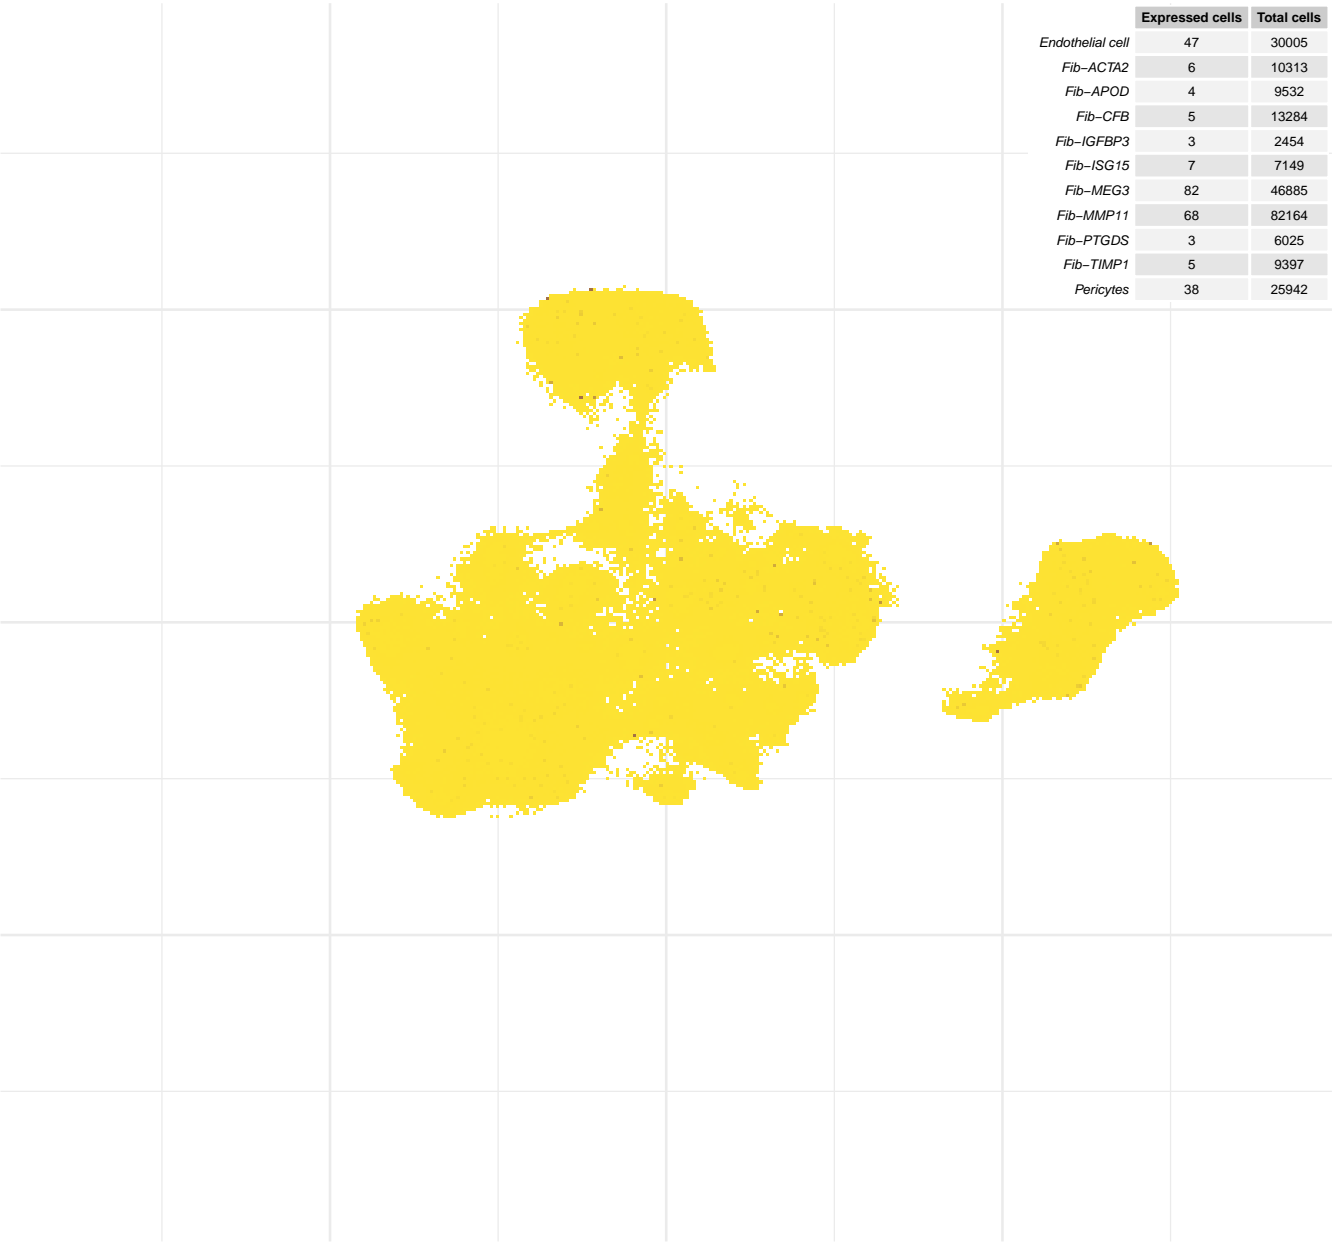 Expressed cells Total cells
Endothelial cell 47 30005
Fib−ACTA2 6 10313
Fib−APOD 4 9532
Fib−CFB 5 13284
Fib−IGFBP3 3 2454
Fib−ISG15 7 7149
Fib−MEG3 82 46885
Fib−MMP11 68 82164
Fib−PTGDS 3 6025
Fib−TIMP1 5 9397
Pericytes 38 25942